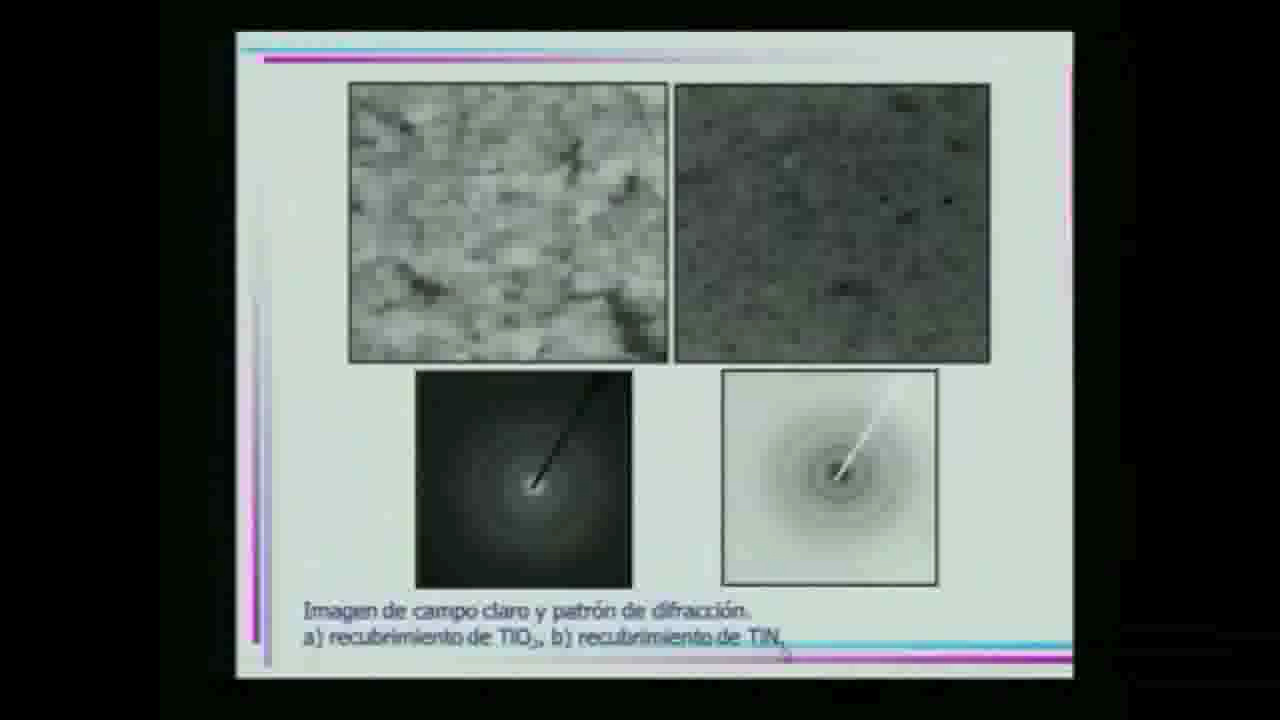 Imagen de campo claro y patrón de difracción.
a) recubrimiento de TiO₂, b) recubrimiento de TiN